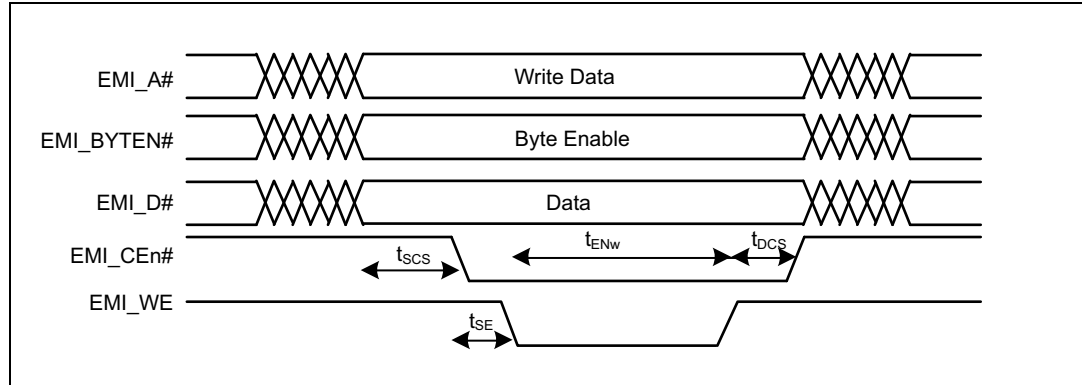 EMI_A# Write Data
EMI_BYTEN# Byte Enable
EMI_D# Data
EMI_CEn# tSCS tENw tDCS
EMI_WE tSE